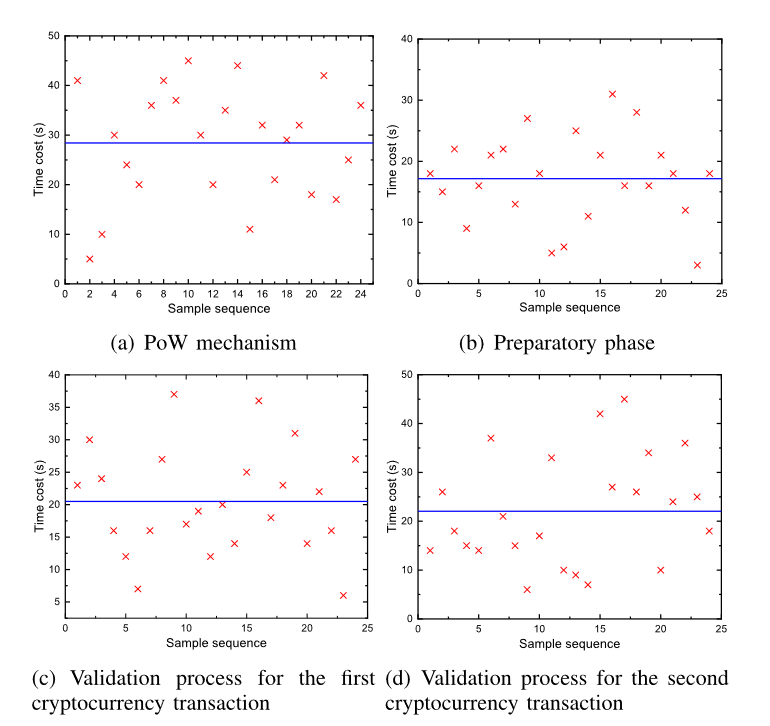 50
40
30
20
10
0
Time cost (s)
0 2 4 6 8 10 12 14 16 18 20 22 24
Sample sequence
(a) PoW mechanism
40
30
20
10
0
Time cost (s)
0 5 10 15 20 25
Sample sequence
(b) Preparatory phase
40
35
30
25
20
15
10
5
Time cost (s)
0 5 10 15 20 25
Sample sequence
(c) Validation process for the first
cryptocurrency transaction
50
40
30
20
10
0
Time cost (s)
0 5 10 15 20 25
Sample sequence
(d) Validation process for the second
cryptocurrency transaction